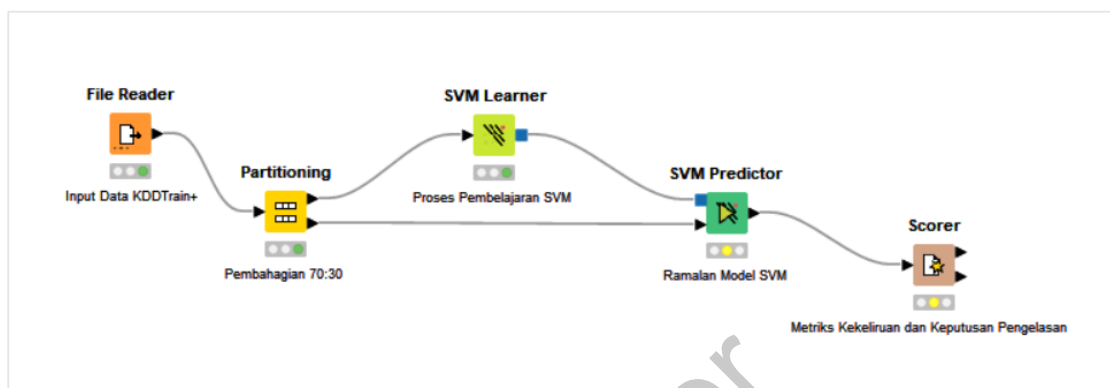 File Reader
Input Data KDDTrain+
Partitioning
Pembahagian 70:30
SVM Learner
Proses Pembelajaran SVM
SVM Predictor
Ramalan Model SVM
Scorer
Metriks Kekeliruan dan Keputusan Pengelasan